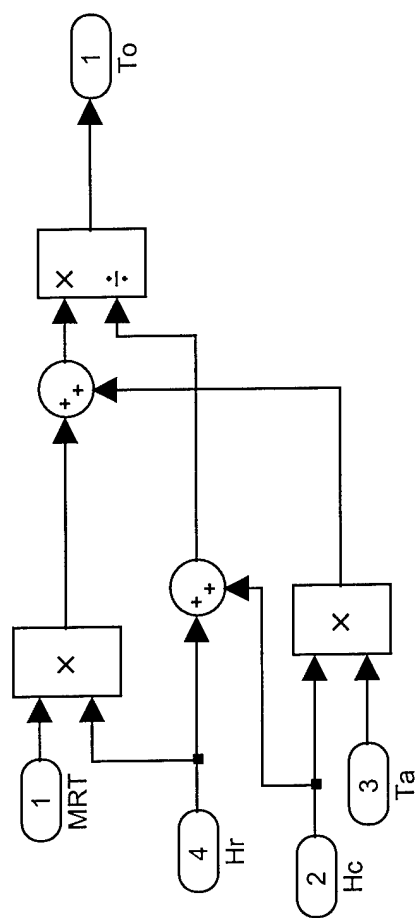 1
MRT
4
Hr
2
Hc
3
Ta
×
+
+
×
+
+
×
÷
1
To